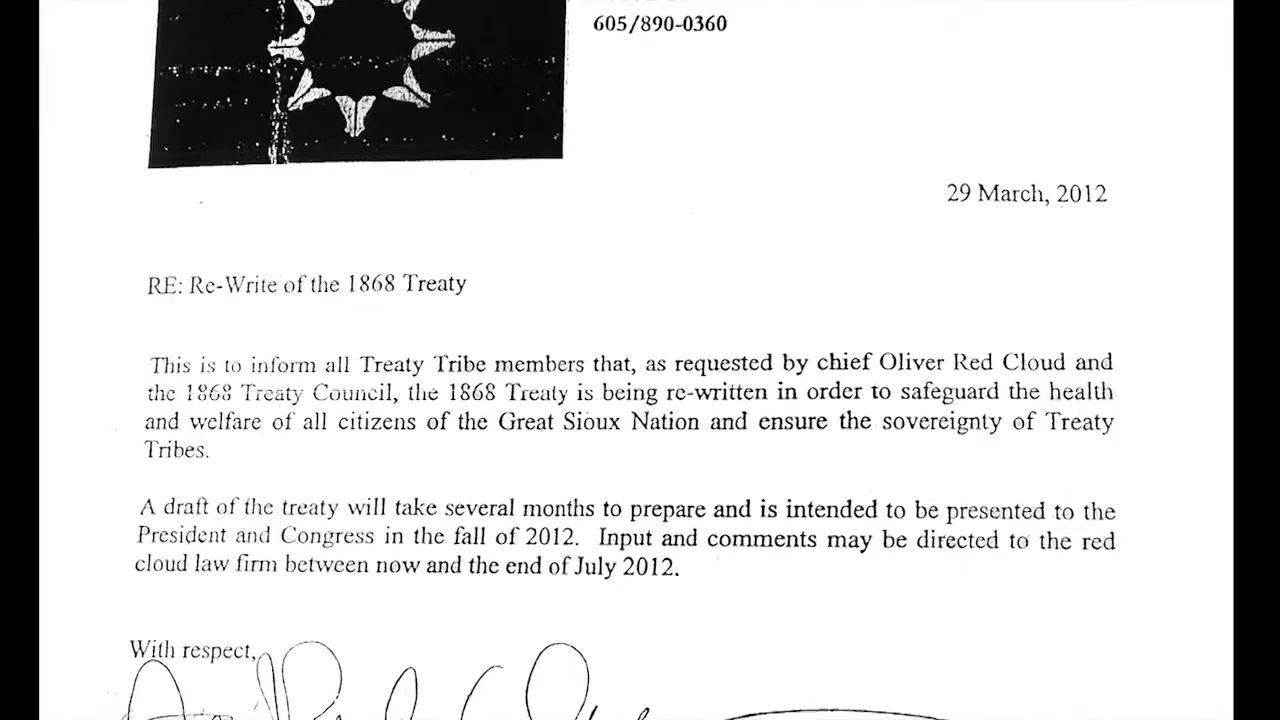 605/890-0360
29 March, 2012
RE: Re-Write of the 1868 Treaty
This is to inform all Treaty Tribe members that, as requested by chief Oliver Red Cloud and
the 1868 Treaty Council, the 1868 Treaty is being re-written in order to safeguard the health
and welfare of all citizens of the Great Sioux Nation and ensure the sovereignty of Treaty
Tribes.
A draft of the treaty will take several months to prepare and is intended to be presented to the
President and Congress in the fall of 2012. Input and comments may be directed to the red
cloud law firm between now and the end of July 2012.
With respect,